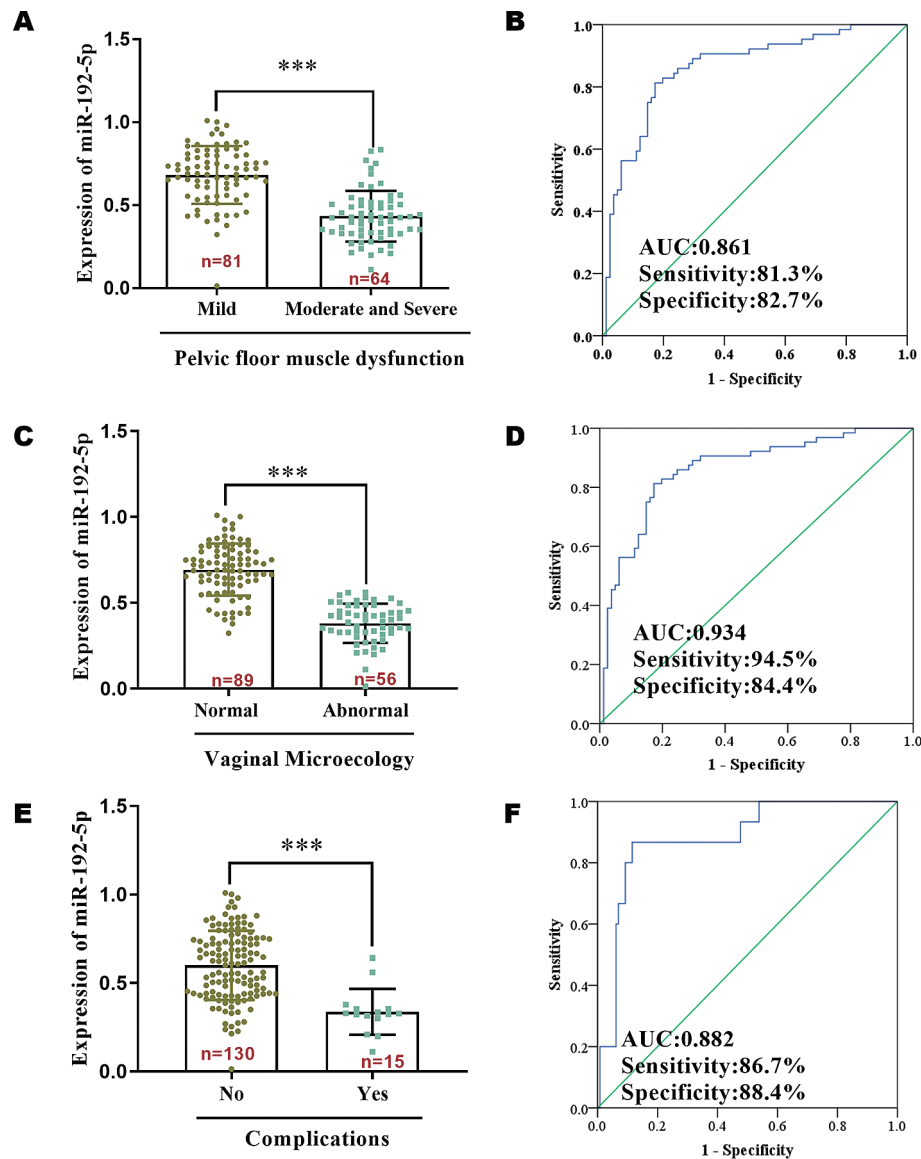 A
Expression of miR-192-5p
1.5
1.0
0.5
0.0
***
n=81
n=64
Mild
Moderate and Severe
Pelvic floor muscle dysfunction
B
Sensitivity
1.0
0.8
0.6
0.4
0.2
0.0
AUC:0.861
Sensitivity:81.3%
Specificity:82.7%
0.0 0.2 0.4 0.6 0.8 1.0
1 - Specificity
C
Expression of miR-192-5p
1.5
1.0
0.5
0.0
***
n=89
n=56
Normal
Abnormal
Vaginal Microecology
D
Sensitivity
1.0
0.8
0.6
0.4
0.2
0.0
AUC:0.934
Sensitivity:94.5%
Specificity:84.4%
0.0 0.2 0.4 0.6 0.8 1.0
1 - Specificity
E
Expression of miR-192-5p
1.5
1.0
0.5
0.0
***
n=130
n=15
No
Yes
Complications
F
Sensitivity
1.0
0.8
0.6
0.4
0.2
0.0
AUC:0.882
Sensitivity:86.7%
Specificity:88.4%
0.0 0.2 0.4 0.6 0.8 1.0
1 - Specificity